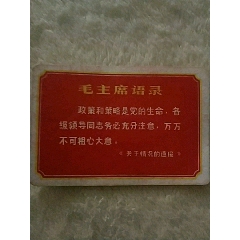 毛主席语录
政策和策略是党的生命，各
级领导同志务必充分注意，万万
不可粗心大意。
《关于情况的通报》